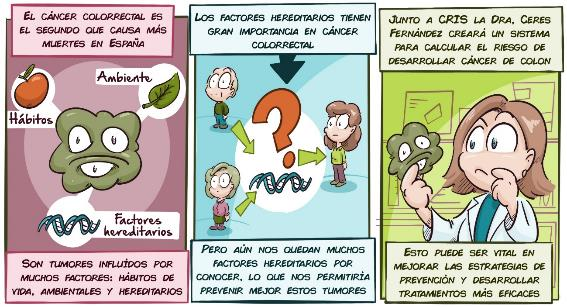 El cáncer colorrectal es
el segundo que causa más
muertes en España
Ambiente
Hábitos
Factores
hereditarios
Son tumores influídos por
muchos factores: hábitos de
vida, ambientales y hereditarios
Los factores hereditarios tienen
gran importancia en cáncer
colorrectal
?
Pero aún nos quedan muchos
factores hereditarios por
conocer, lo que nos permitiría
prevenir mejor estos tumores
Junto a CRIS la Dra. Ceres
Fernández creará un sistema
para calcular el riesgo de
desarrollar cáncer de colon
Esto puede ser vital en
mejorar las estrategias de
prevención y desarrollar
tratamientos más eficaces